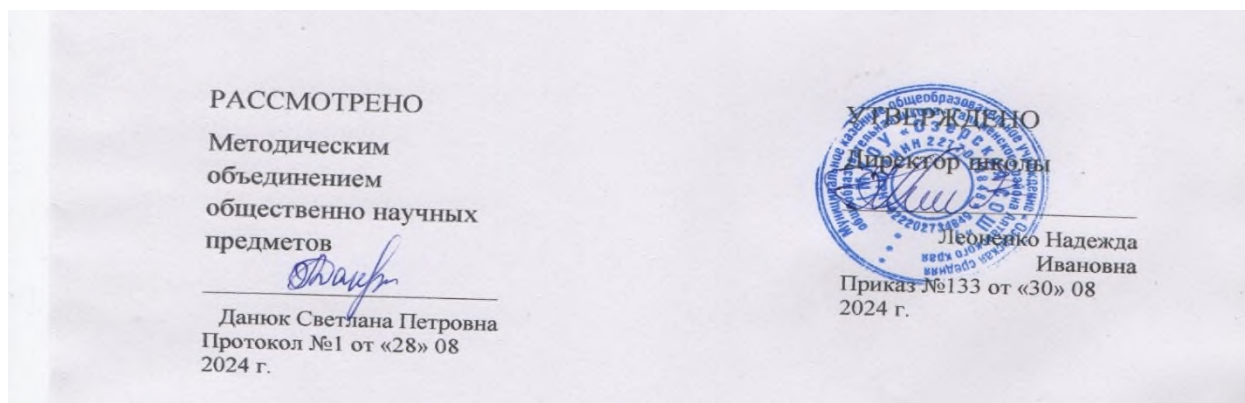 РАССМОТРЕНО
Методическим
объединением
общественно научных
предметов
Данюк Светлана Петровна
Протокол №1 от «28» 08
2024 г.
УТВЕРЖДЕНО
Директор школы
Леоненко Надежда
Ивановна
Приказ №133 от «30» 08
2024 г.